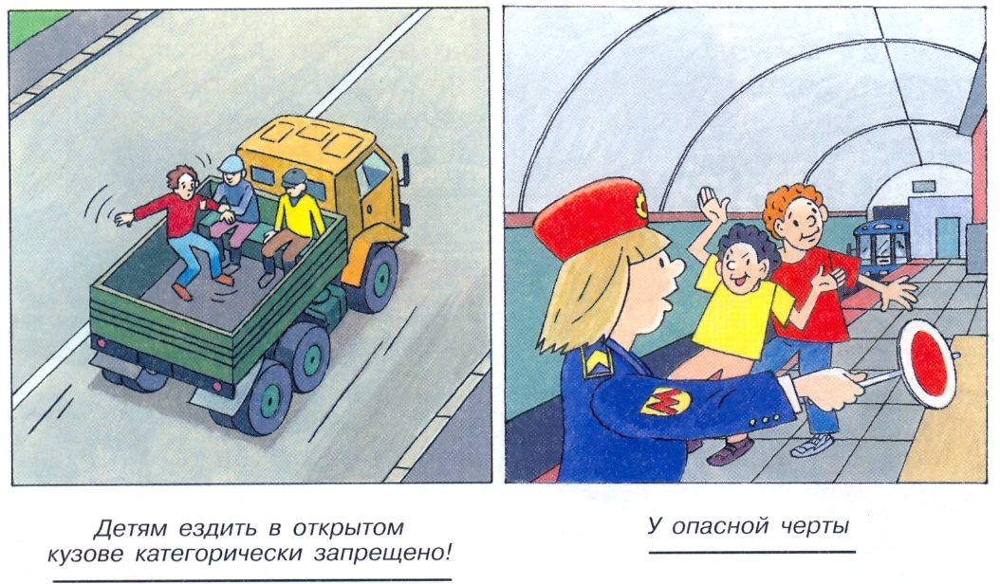 М
Детям ездить в открытом
кузове категорически запрещено!
У опасной черты